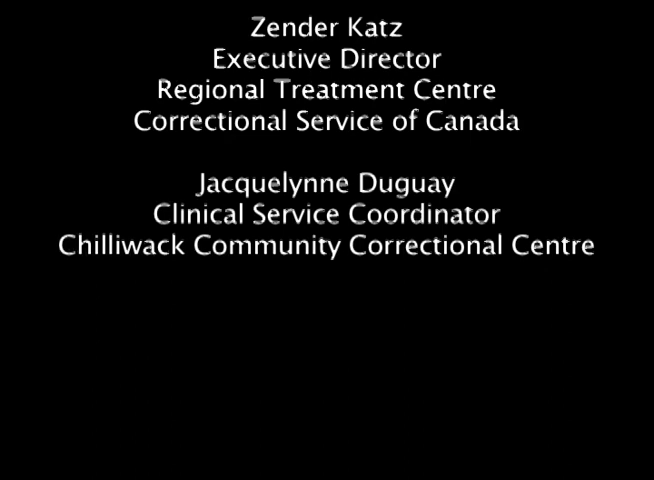 Zender Katz
Executive Director
Regional Treatment Centre
Correctional Service of Canada
Jacquelynne Duguay
Clinical Service Coordinator
Chilliwack Community Correctional Centre